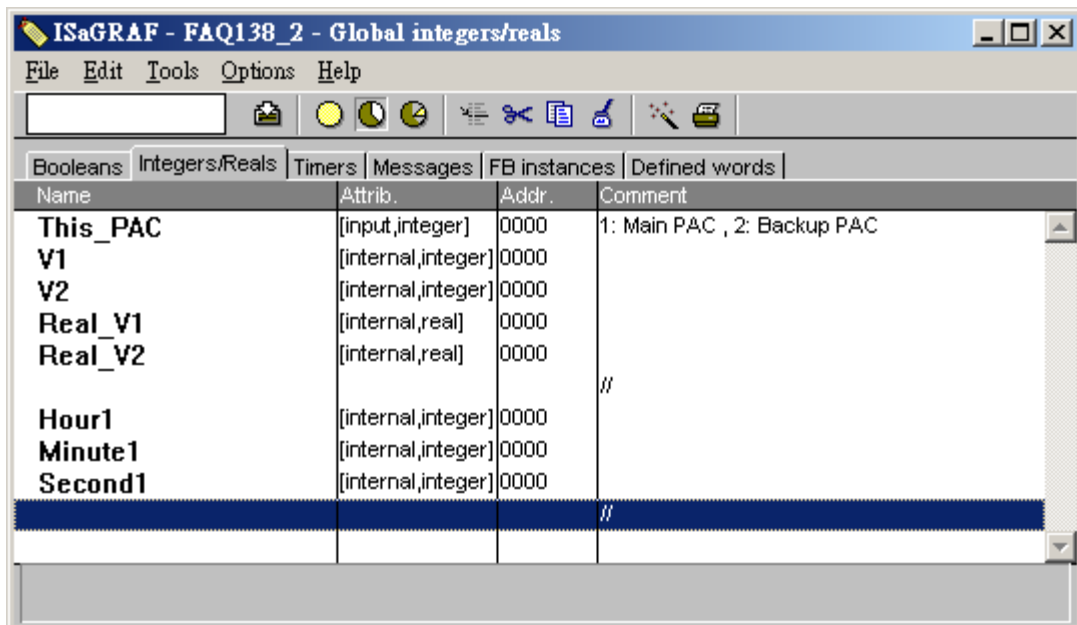 ISaGRAF - FAQ138_2 - Global integers/reals
File Edit Tools Options Help
Booleans Integers/Reals Timers Messages FB instances Defined words
Name Attrib. Addr. Comment
This_PAC [input,integer] 0000 1: Main PAC , 2: Backup PAC
V1 [internal,integer] 0000
V2 [internal,integer] 0000
Real_V1 [internal,real] 0000
Real_V2 [internal,real] 0000
//
Hour1 [internal,integer] 0000
Minute1 [internal,integer] 0000
Second1 [internal,integer] 0000
//